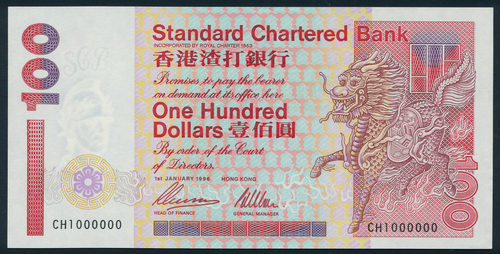 100
Standard Chartered Bank
INCORPORATED BY ROYAL CHARTER 1853
香港渣打銀行
Promises to pay the bearer
on demand at its office here
One Hundred
Dollars 壹佰圓
By order of the Court
of Directors.
1st JANUARY 1996 HONG KONG
HEAD OF FINANCE GENERAL MANAGER
CH1000000 CH1000000
100